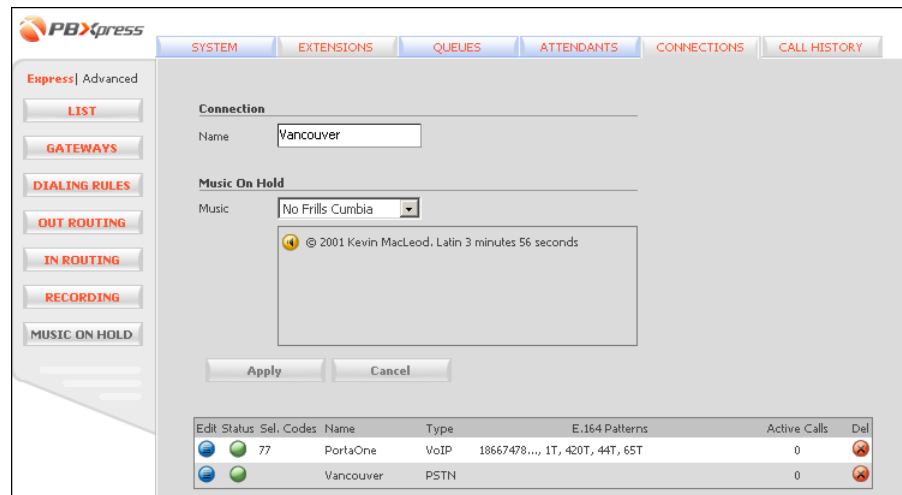 PBXpress
SYSTEM EXTENSIONS QUEUES ATTENDANTS CONNECTIONS CALL HISTORY
Express| Advanced
LIST
GATEWAYS
DIALING RULES
OUT ROUTING
IN ROUTING
RECORDING
MUSIC ON HOLD
Connection
Name Vancouver
Music On Hold
Music No Frills Cumbia
© 2001 Kevin MacLeod. Latin 3 minutes 56 seconds
Apply Cancel
Edit Status Sel. Codes Name Type E.164 Patterns Active Calls Del
77 PortaOne VoIP 18667478..., 1T, 420T, 44T, 65T 0
Vancouver PSTN 0